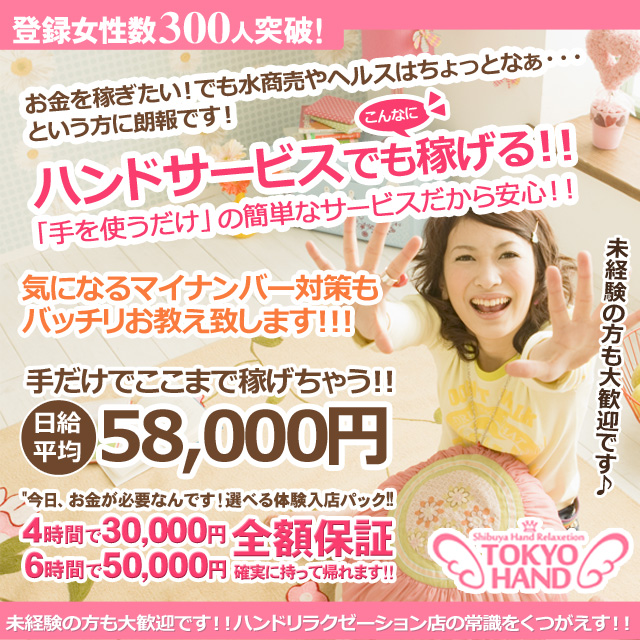 登録女性数300人突破!
お金を稼ぎたい!でも水商売やヘルスはちょっとなぁ・・・
という方に朗報です!
こんなに
ハンドサービスでも稼げる!!
「手を使うだけ」の簡単なサービスだから安心!!
気になるマイナンバー対策も
バッチリお教え致します!!!
未経験の方も大歓迎です♪
手だけでここまで稼げちゃう!!
日給
平均
58,000円
"今日、お金が必要なんです!選べる体験入店パック!!
4時間で30,000円
6時間で50,000円
全額保証
確実に持って帰れます!!
Shibuya Hand Relaxetion
TOKYO
HAND
未経験の方も大歓迎です!!ハンドリラクゼーション店の常識をくつがえす!!